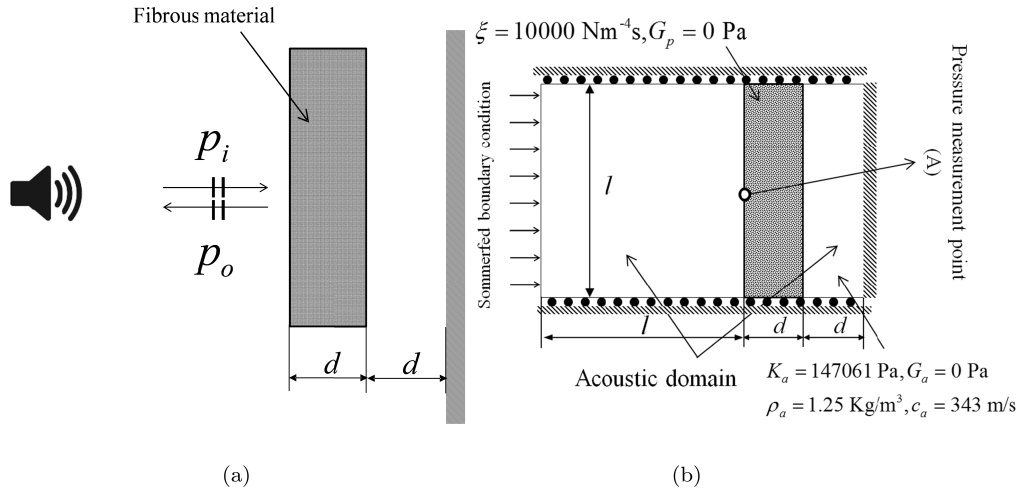 Fibrous material
p_i
p_o
d
d
(a)
ξ = 10000 Nm⁻⁴s, G_p = 0 Pa
Sommerfed boundary condition
l
l
d
d
Pressure measurement point
(A)
Acoustic domain
K_a = 147061 Pa, G_a = 0 Pa
ρ_a = 1.25 Kg/m³, c_a = 343 m/s
(b)